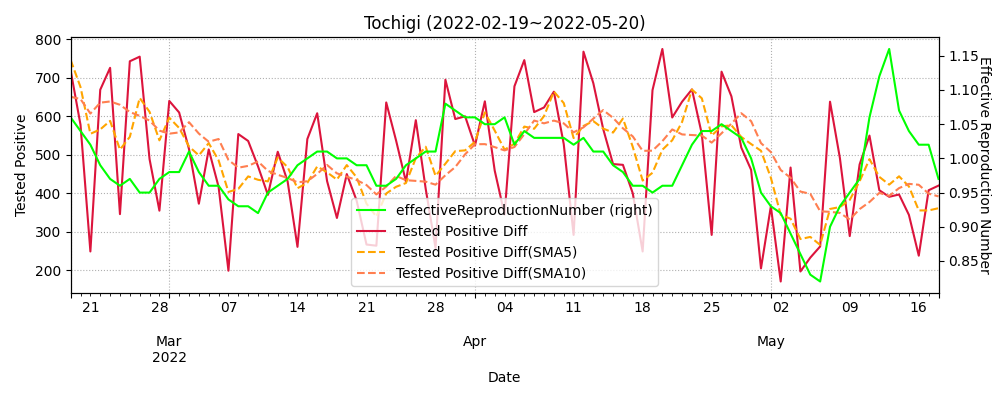 Tochigi (2022-02-19~2022-05-20)
800
700
600
500
400
300
200
Tested Positive
1.15
1.10
1.05
1.00
0.95
0.90
0.85
Effective Reproduction Number
effectiveReproductionNumber (right)
Tested Positive Diff
Tested Positive Diff(SMA5)
Tested Positive Diff(SMA10)
21 28 07 14 21 28 04 11 18 25 02 09 16
Mar Apr May
2022
Date